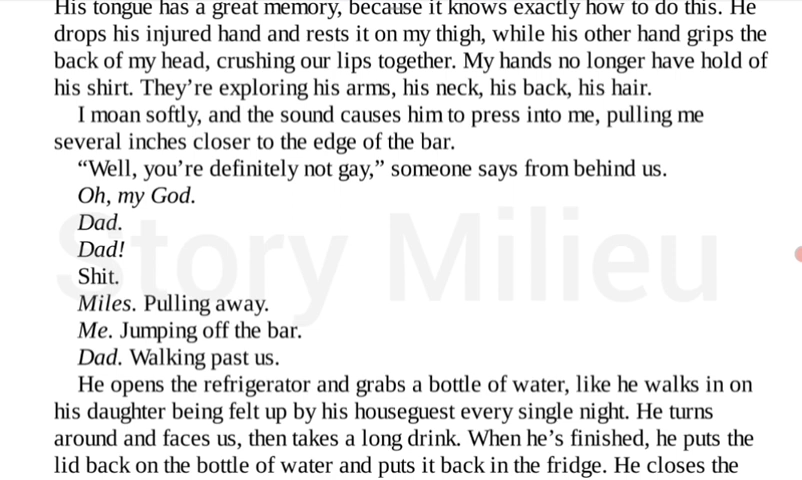 His tongue has a great memory, because it knows exactly how to do this. He
drops his injured hand and rests it on my thigh, while his other hand grips the
back of my head, crushing our lips together. My hands no longer have hold of
his shirt. They’re exploring his arms, his neck, his back, his hair.
I moan softly, and the sound causes him to press into me, pulling me
several inches closer to the edge of the bar.
“Well, you’re definitely not gay,” someone says from behind us.
Oh, my God.
Dad.
Dad!
Shit.
Miles. Pulling away.
Me. Jumping off the bar.
Dad. Walking past us.
He opens the refrigerator and grabs a bottle of water, like he walks in on
his daughter being felt up by his houseguest every single night. He turns
around and faces us, then takes a long drink. When he’s finished, he puts the
lid back on the bottle of water and puts it back in the fridge. He closes the
Story Milieu